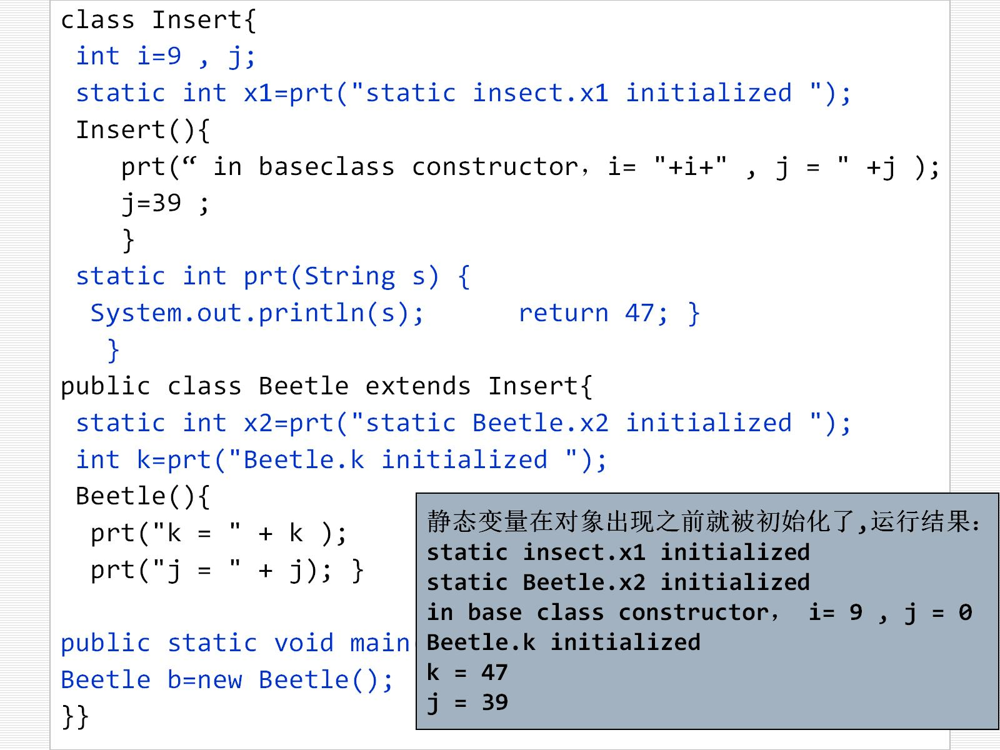 class Insert{
int i=9 , j;
static int x1=prt("static insect.x1 initialized ");
Insert(){
prt(“ in baseclass constructor，i= "+i+" , j = " +j );
j=39 ;
}
static int prt(String s) {
System.out.println(s);      return 47; }
}
public class Beetle extends Insert{
static int x2=prt("static Beetle.x2 initialized ");
int k=prt("Beetle.k initialized ");
Beetle(){
prt("k = " + k );
prt("j = " + j); }
public static void main
Beetle b=new Beetle();
}}
静态变量在对象出现之前就被初始化了,运行结果：
static insect.x1 initialized
static Beetle.x2 initialized
in base class constructor， i= 9 , j = 0
Beetle.k initialized
k = 47
j = 39